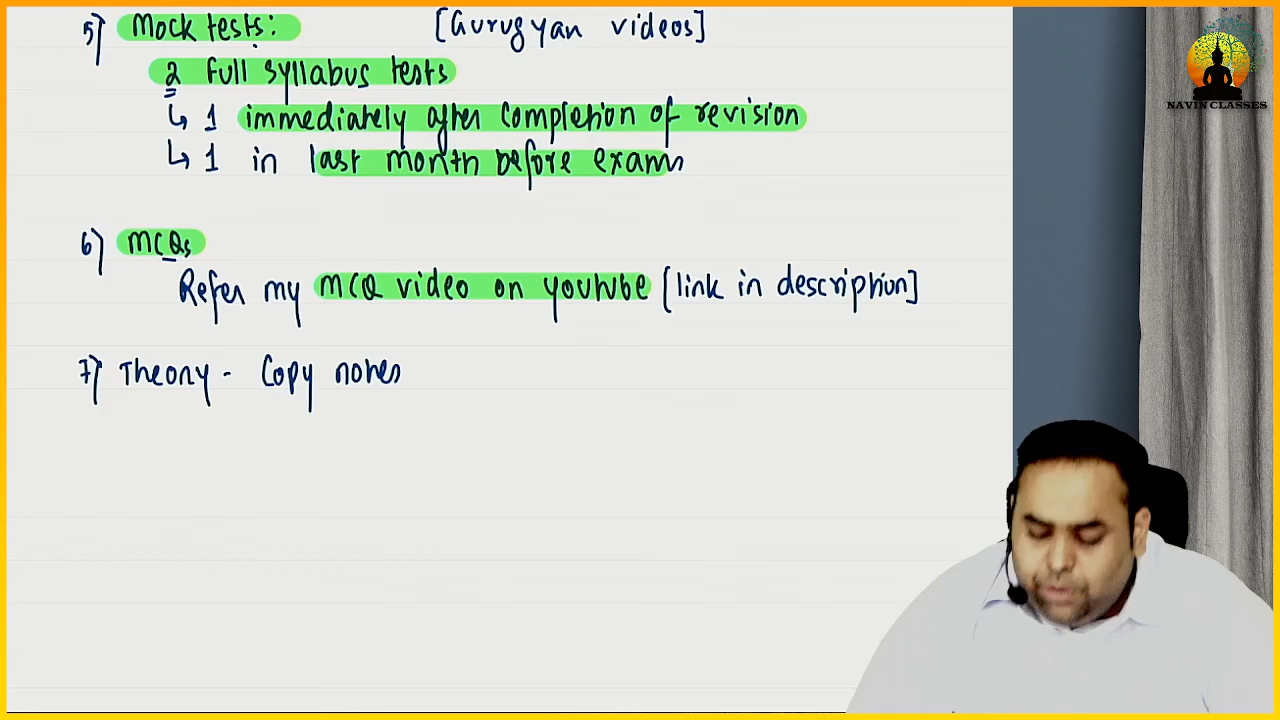 5) Mock tests: [Gurugyan videos]
2 full syllabus tests
↳ 1 immediately after completion of revision
↳ 1 in last month before exams
6) MCQs
Refer my MCQ video on youtube [link in description]
7) Theory - Copy notes
NAVIN CLASSES